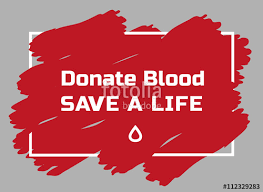 Donate Blood
fotolia
SAVE A LIFE
#112329283